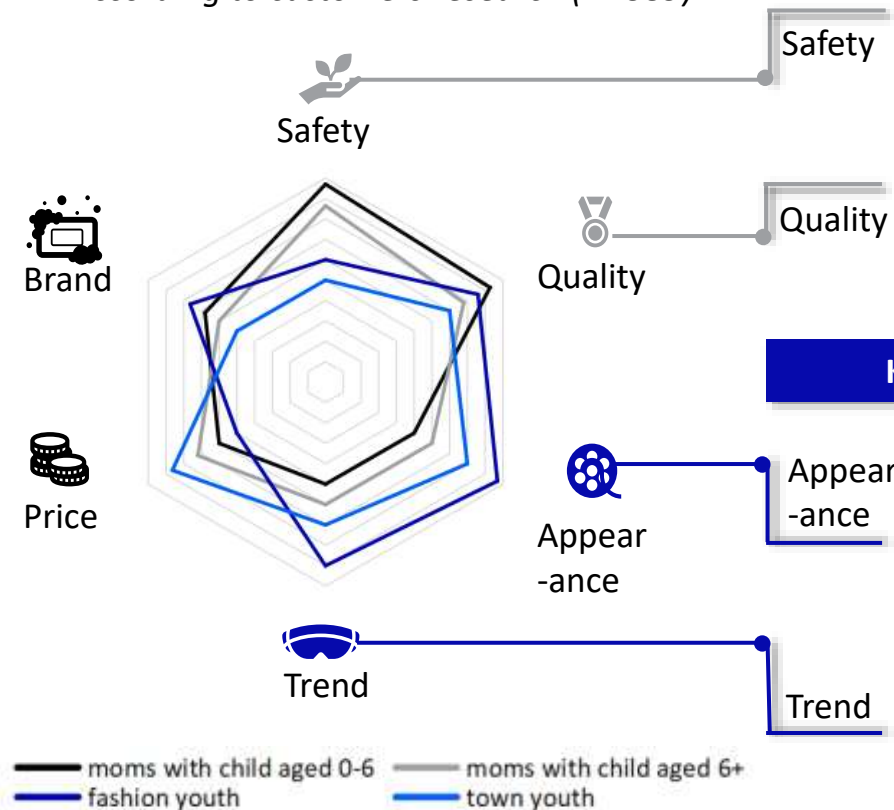 Safety
Safety
Quality
Quality
Brand
Price
Appear
-ance
Appear
-ance
Trend
Trend
moms with child aged 0-6
moms with child aged 6+
fashion youth
town youth